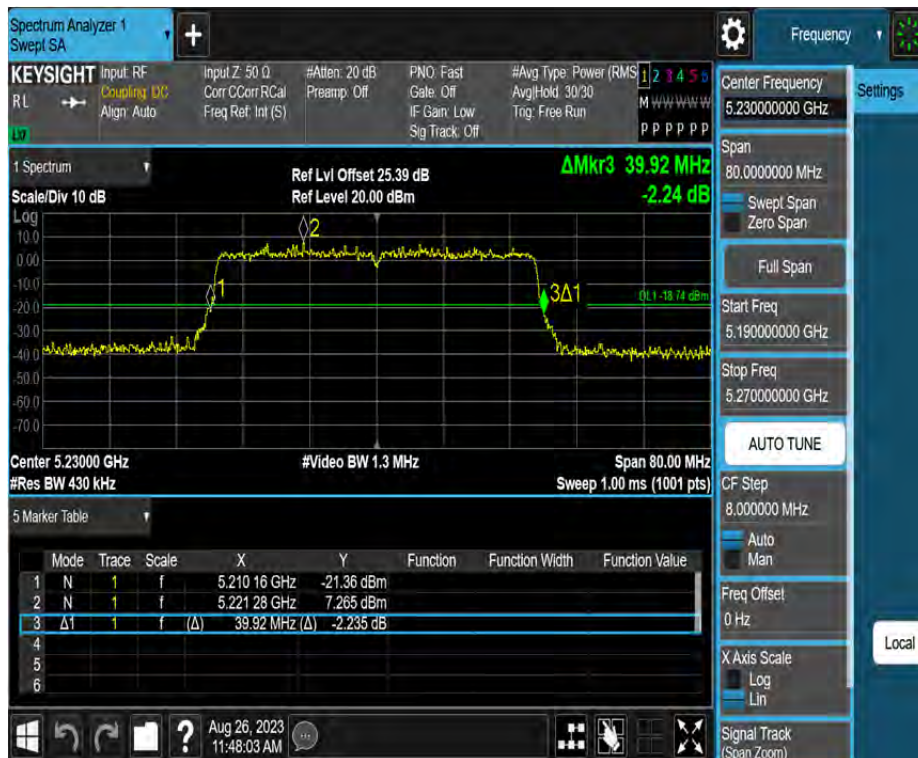 Spectrum Analyzer 1
Swept SA
+
Frequency
KEYSIGHT
RL
LXI
Input: RF
Coupling: DC
Align: Auto
Input Z: 50 Ω
Corr CCorr RCal
Freq Ref: Int (S)
#Atten: 20 dB
Preamp: Off
PNO: Fast
Gate: Off
IF Gain: Low
Sig Track: Off
#Avg Type: Power (RMS
Avg|Hold: 30/30
Trig: Free Run
1 2 3 4 5 6
M W W W W W
P P P P P P
Center Frequency
5.230000000 GHz
Settings
1 Spectrum
Scale/Div 10 dB
Ref Lvl Offset 25.39 dB
Ref Level 20.00 dBm
ΔMkr3 39.92 MHz
-2.24 dB
Span
80.0000000 MHz
Swept Span
Zero Span
Full Span
Start Freq
5.190000000 GHz
Stop Freq
5.270000000 GHz
AUTO TUNE
CF Step
8.000000 MHz
Auto
Man
Freq Offset
0 Hz
X Axis Scale
Log
Lin
Signal Track
(Span Zoom)
Local
Log
10.0
0.00
-10.0
-20.0
-30.0
-40.0
-50.0
-60.0
-70.0
2
1
3Δ1
DL1 -18.74 dBm
Center 5.23000 GHz
#Video BW 1.3 MHz
Span 80.00 MHz
#Res BW 430 kHz
Sweep 1.00 ms (1001 pts)
5 Marker Table
Mode Trace Scale X Y Function Function Width Function Value
1 N 1 f 5.210 16 GHz -21.36 dBm
2 N 1 f 5.221 28 GHz 7.265 dBm
3 Δ1 1 f (Δ) 39.92 MHz (Δ) -2.235 dB
4
5
6
?
Aug 26, 2023
11:48:03 AM